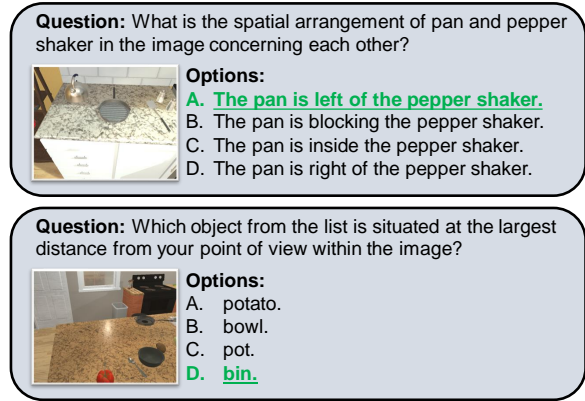 Question: What is the spatial arrangement of pan and pepper
shaker in the image concerning each other?
Options:
A. The pan is left of the pepper shaker.
B. The pan is blocking the pepper shaker.
C. The pan is inside the pepper shaker.
D. The pan is right of the pepper shaker.
Question: Which object from the list is situated at the largest
distance from your point of view within the image?
Options:
A. potato.
B. bowl.
C. pot.
D. bin.